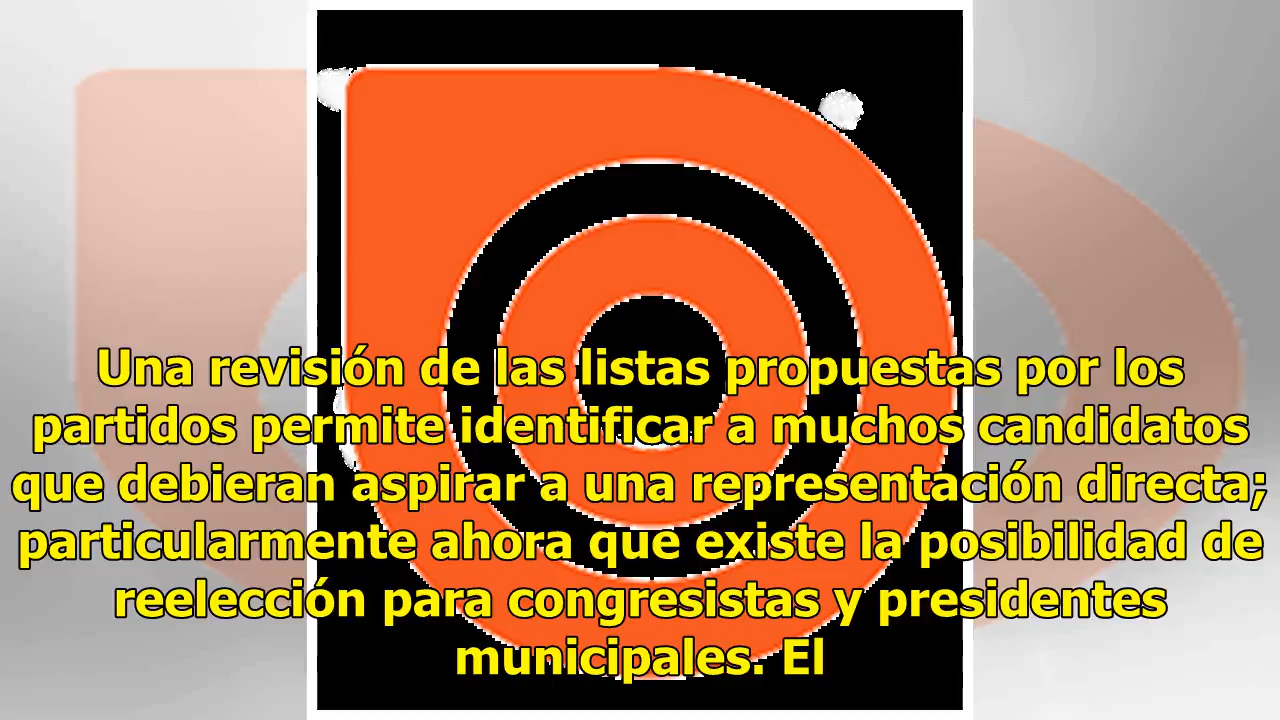 Una revisión de las listas propuestas por los
partidos permite identificar a muchos candidatos
que debieran aspirar a una representación directa;
particularmente ahora que existe la posibilidad de
reelección para congresistas y presidentes
municipales. El